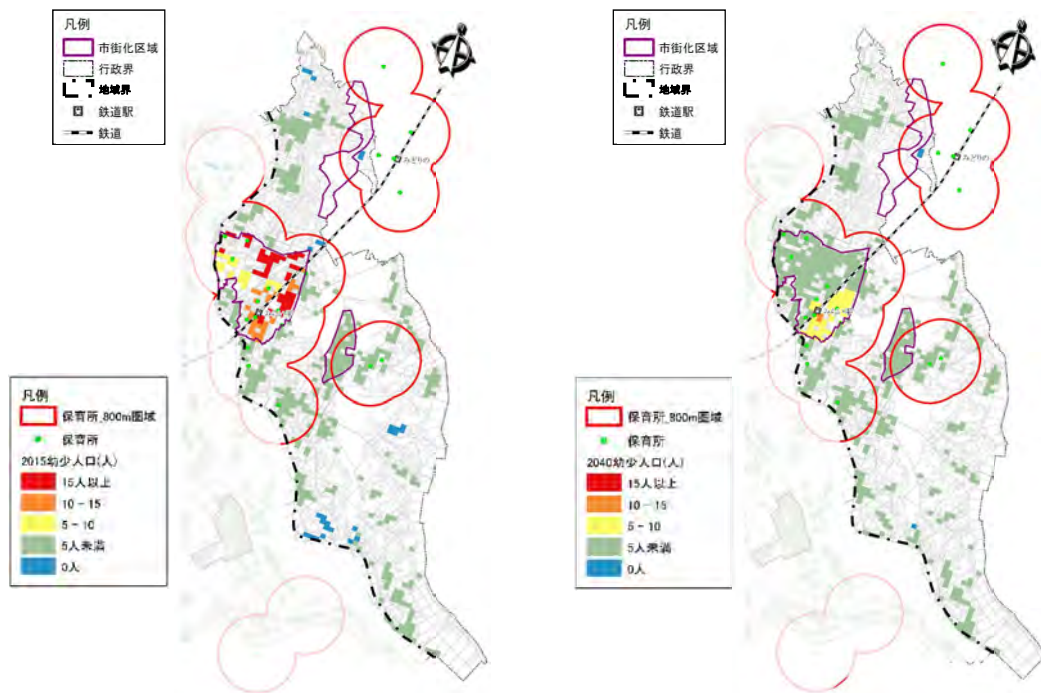 凡例
市街化区域
行政界
地域界
鉄道駅
鉄道
みどりの
凡例
保育所_800m圏域
保育所
2015幼少人口(人)
15人以上
10 - 15
5 - 10
5人未満
0人
凡例
市街化区域
行政界
地域界
鉄道駅
鉄道
みどりの
凡例
保育所_800m圏域
保育所
2040幼少人口(人)
15人以上
10 - 15
5 - 10
5人未満
0人